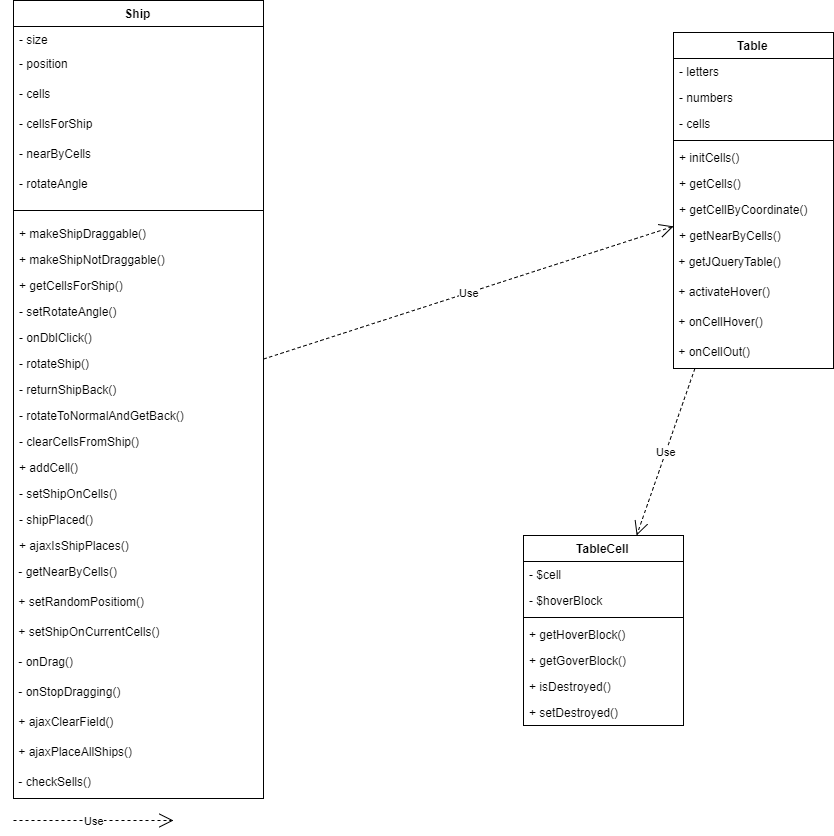 Ship
- size
- position
- cells
- cellsForShip
- nearByCells
- rotateAngle
+ makeShipDraggable()
+ makeShipNotDraggable()
+ getCellsForShip()
- setRotateAngle()
- onDblClick()
- rotateShip()
- returnShipBack()
- rotateToNormalAndGetBack()
- clearCellsFromShip()
+ addCell()
- setShipOnCells()
- shipPlaced()
+ ajaxIsShipPlaces()
- getNearByCells()
+ setRandomPositiom()
+ setShipOnCurrentCells()
- onDrag()
- onStopDragging()
+ ajaxClearField()
+ ajaxPlaceAllShips()
- checkSells()
Use
Use
Table
- letters
- numbers
- cells
+ initCells()
+ getCells()
+ getCellByCoordinate()
+ getNearByCells()
+ getJQueryTable()
+ activateHover()
+ onCellHover()
+ onCellOut()
Use
TableCell
- $cell
- $hoverBlock
+ getHoverBlock()
+ getGoverBlock()
+ isDestroyed()
+ setDestroyed()